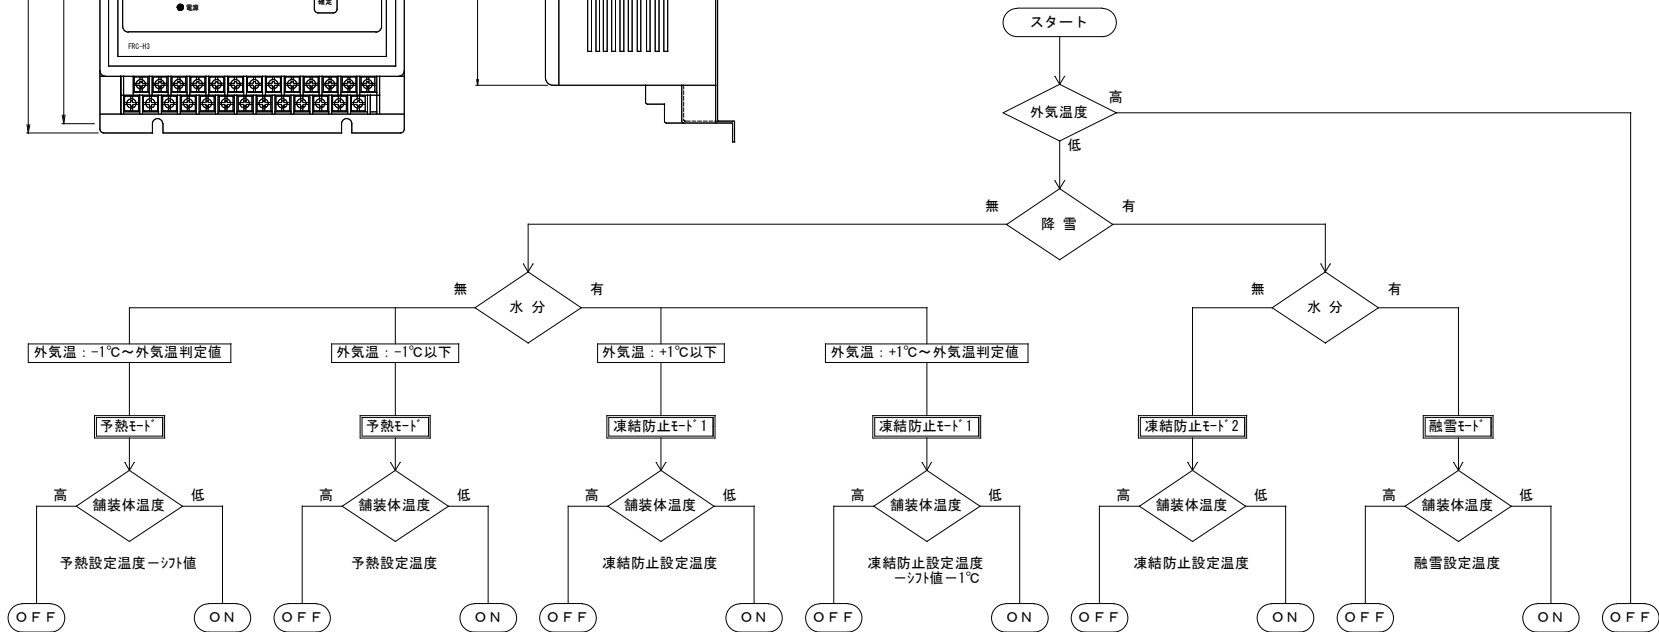 電源
確定
FRC-H3
スタート
外気温度
高
低
降 雪
無
有
水 分
無
有
水 分
無
有
外気温：-1℃～外気温判定値
外気温：-1℃以下
外気温：+1℃以下
外気温：+1℃～外気温判定値
予熱ﾓｰﾄﾞ
予熱ﾓｰﾄﾞ
凍結防止ﾓｰﾄﾞ1
凍結防止ﾓｰﾄﾞ1
凍結防止ﾓｰﾄﾞ2
融雪ﾓｰﾄﾞ
高
舗装体温度
低
高
舗装体温度
低
高
舗装体温度
低
高
舗装体温度
低
高
舗装体温度
低
高
舗装体温度
低
予熱設定温度－ｼﾌﾄ値
予熱設定温度
凍結防止設定温度
凍結防止設定温度
－ｼﾌﾄ値－1℃
凍結防止設定温度
融雪設定温度
ＯＦＦ
ＯＮ
ＯＦＦ
ＯＮ
ＯＦＦ
ＯＮ
ＯＦＦ
ＯＮ
ＯＦＦ
ＯＮ
ＯＦＦ
ＯＮ
ＯＦＦ